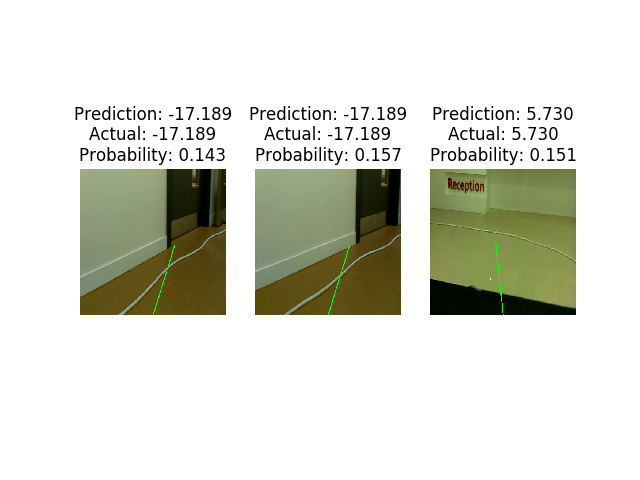 Prediction: -17.189
Actual: -17.189
Probability: 0.143
Prediction: -17.189
Actual: -17.189
Probability: 0.157
Prediction: 5.730
Actual: 5.730
Probability: 0.151
Reception